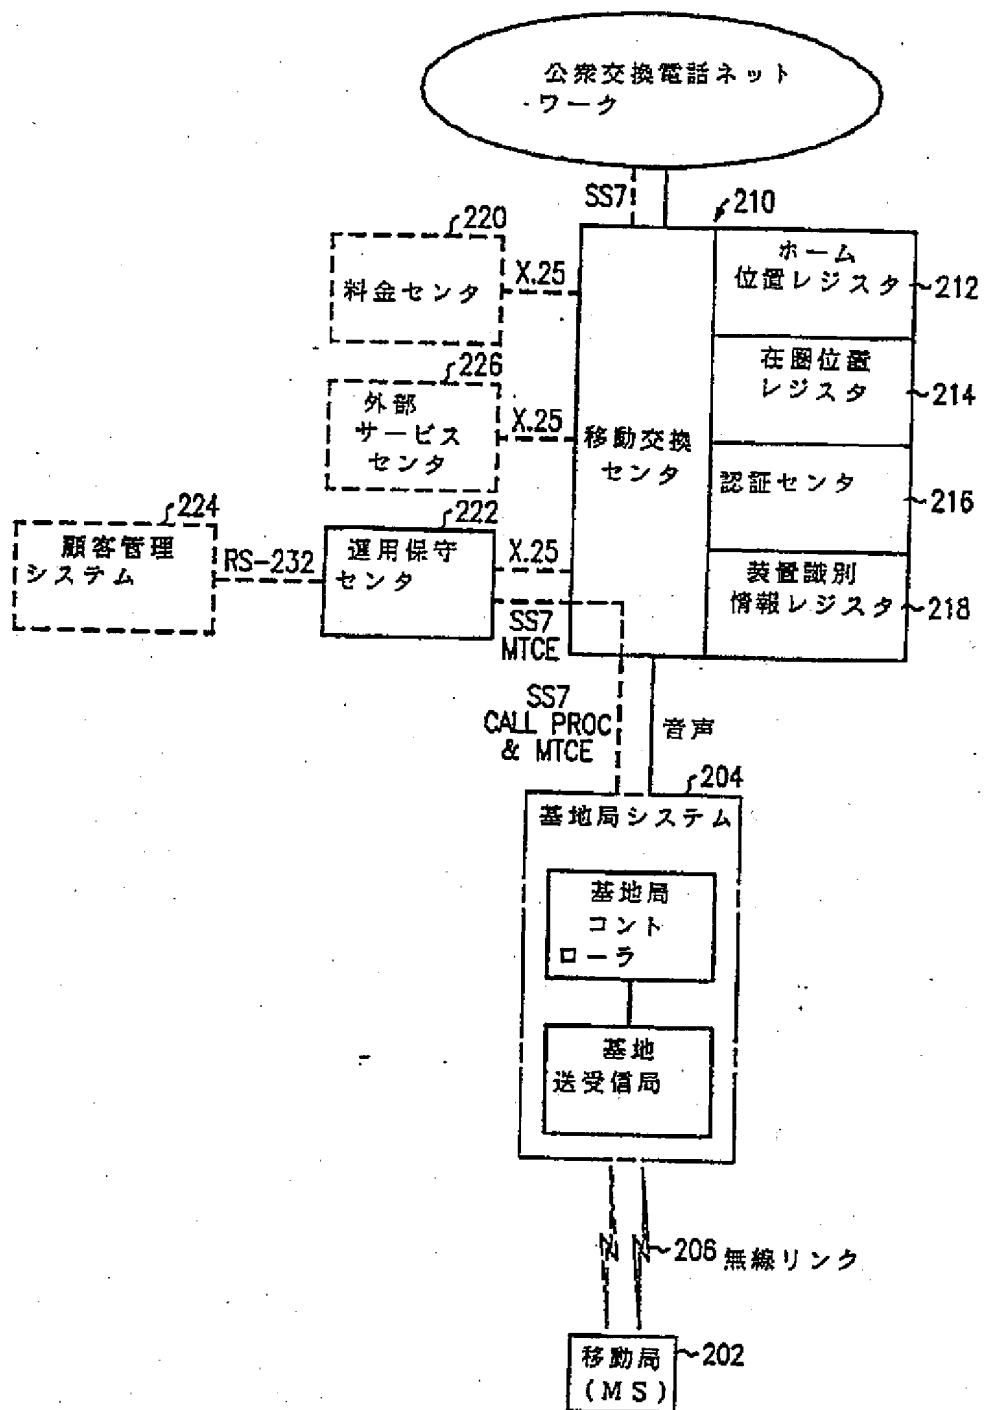 公衆交換電話ネット
ワーク
SS7
210
220
料金センタ
X.25
ホーム
位置レジスタ
212
226
外部
サービス
センタ
X.25
在圏位置
レジスタ
214
移動交換
センタ
認証センタ
216
224
顧客管理
システム
RS-232
222
運用保守
センタ
X.25
SS7
MTCE
装置識別
情報レジスタ
218
SS7
CALL PROC
& MTCE
音声
204
基地局システム
基地局
コント
ローラ
基地
送受信局
206
無線リンク
移動局
(MS)
202